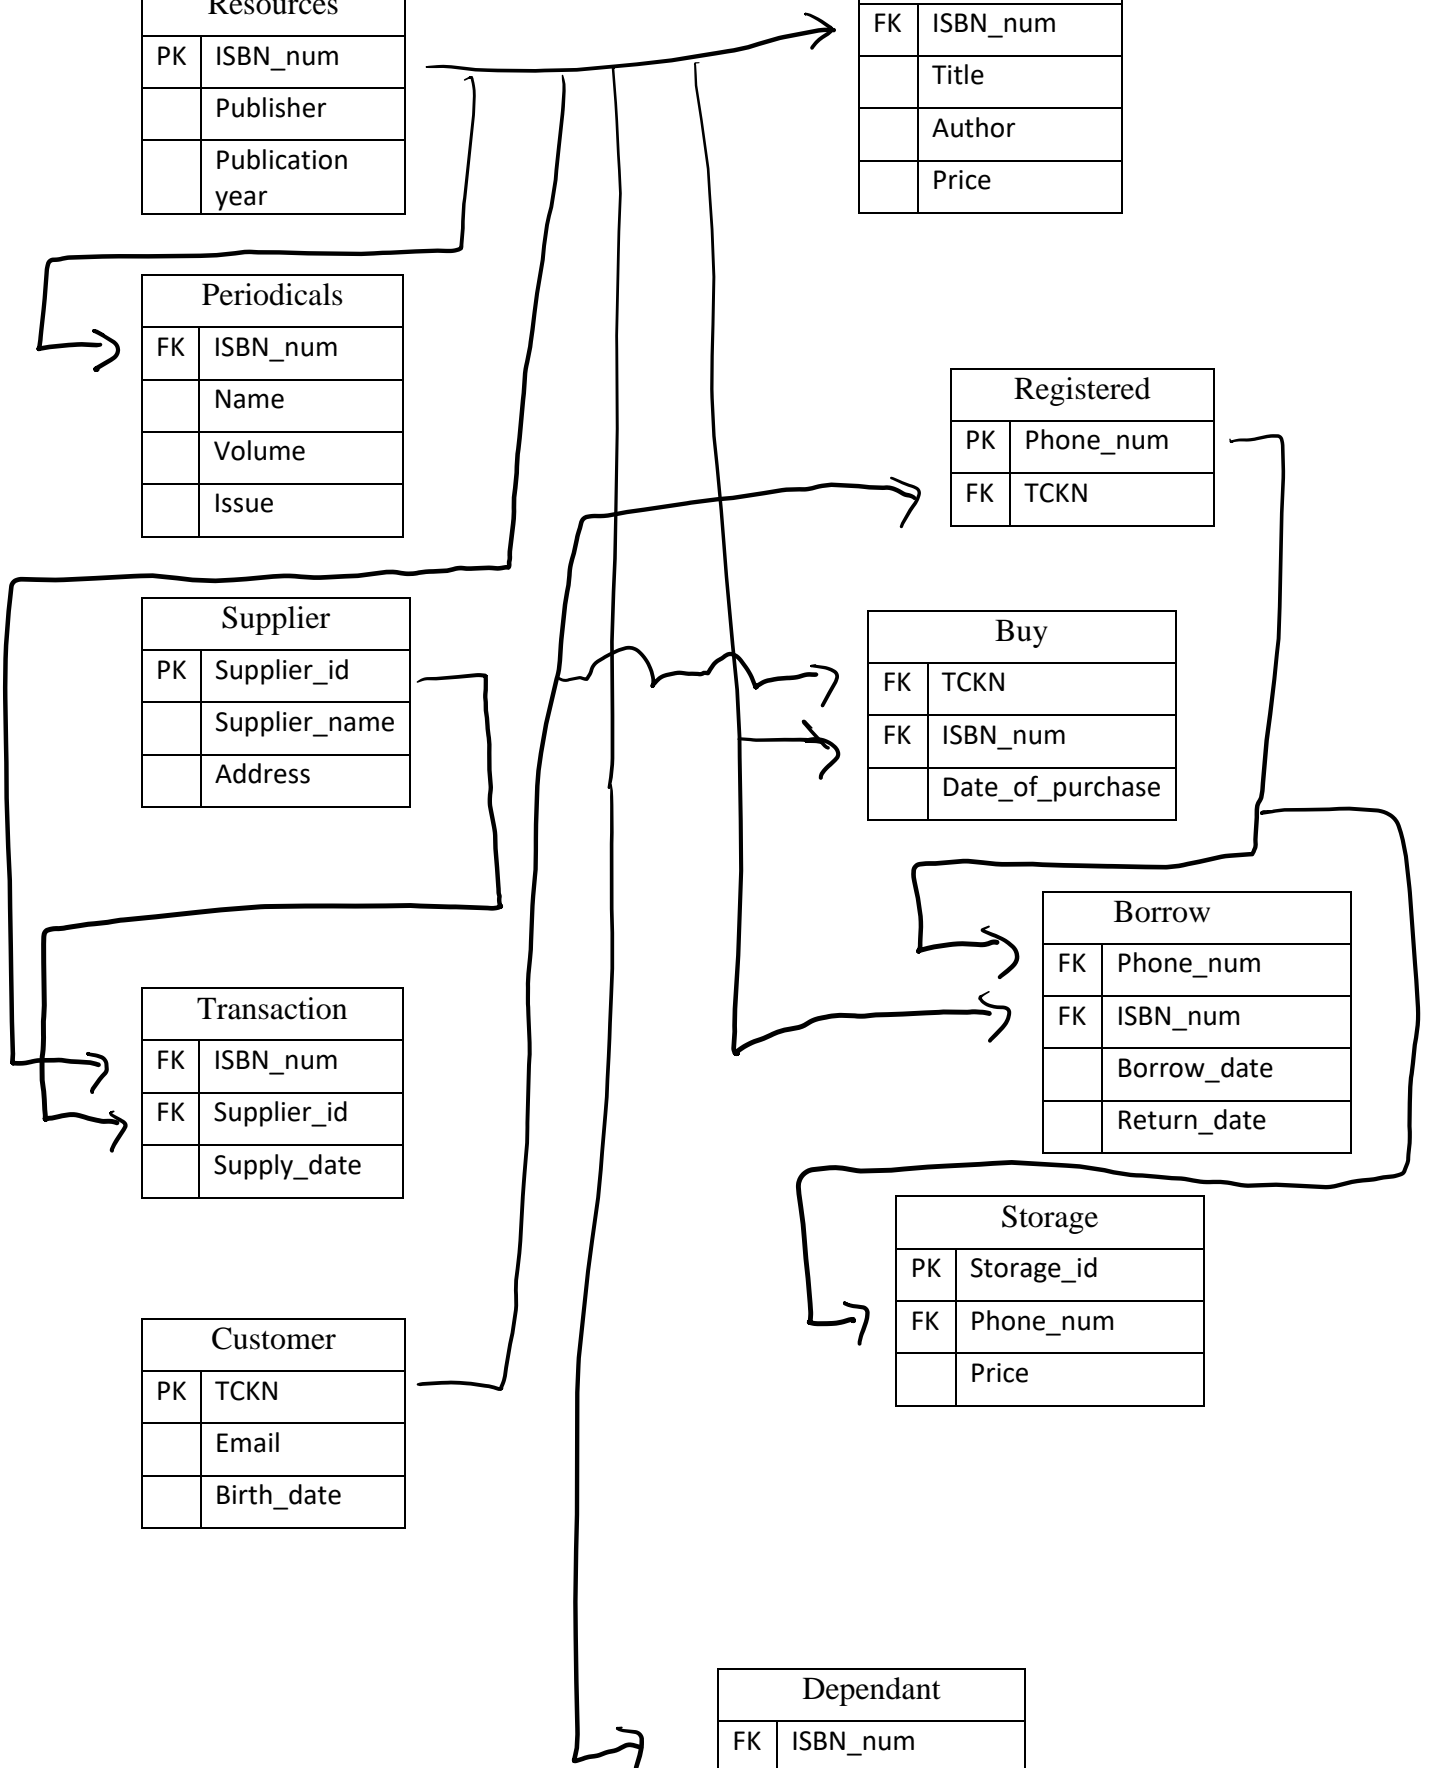 Resources
PK ISBN_num
Publisher
Publication
year
FK ISBN_num
Title
Author
Price
Periodicals
FK ISBN_num
Name
Volume
Issue
Registered
PK Phone_num
FK TCKN
Supplier
PK Supplier_id
Supplier_name
Address
Buy
FK TCKN
FK ISBN_num
Date_of_purchase
Borrow
FK Phone_num
FK ISBN_num
Borrow_date
Return_date
Transaction
FK ISBN_num
FK Supplier_id
Supply_date
Storage
PK Storage_id
FK Phone_num
Price
Customer
PK TCKN
Email
Birth_date
Dependant
FK ISBN_num